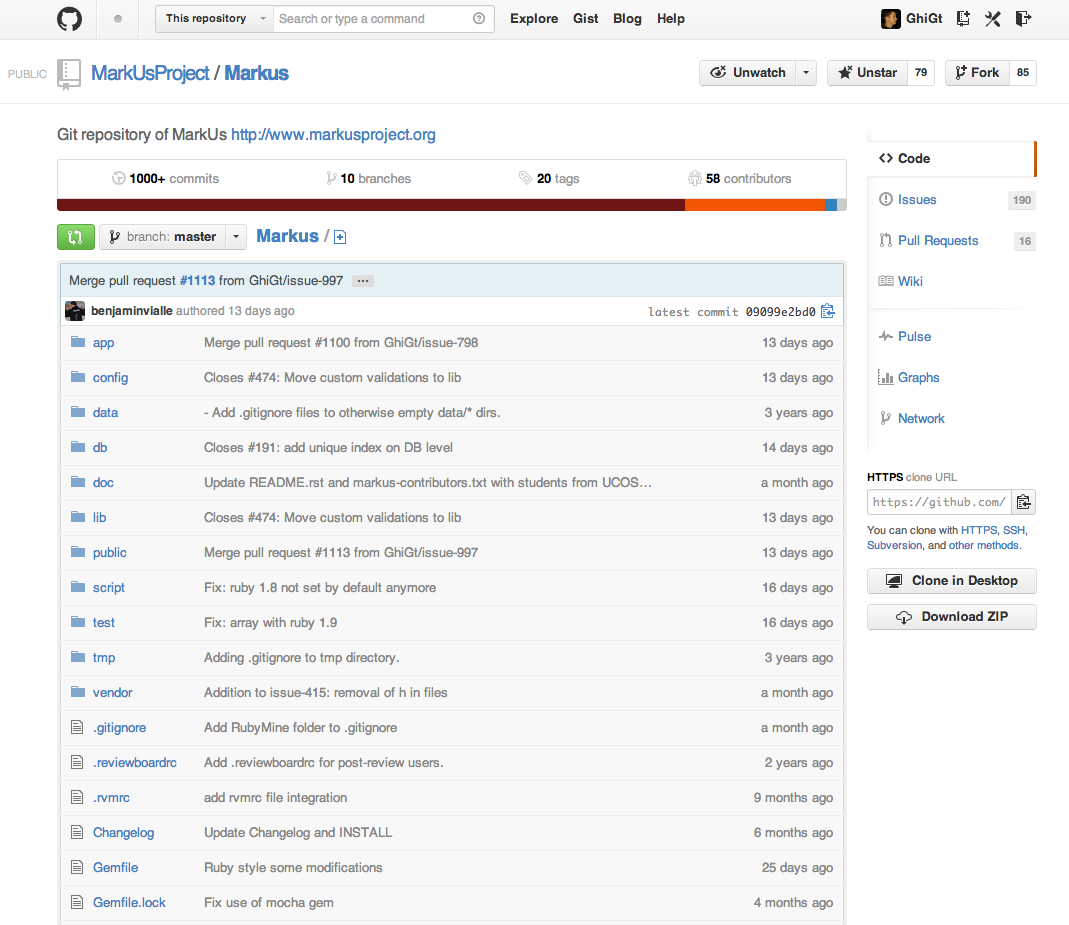 This repository Search or type a command Explore Gist Blog Help GhiGt
PUBLIC MarkUsProject / Markus Unwatch Unstar 79 Fork 85
Git repository of MarkUs http://www.markusproject.org
1000+ commits 10 branches 20 tags 58 contributors
branch: master Markus /
Merge pull request #1113 from GhiGt/issue-997 ...
benjaminvialle authored 13 days ago latest commit 09099e2bd0
app Merge pull request #1100 from GhiGt/issue-798 13 days ago
config Closes #474: Move custom validations to lib 13 days ago
data - Add .gitignore files to otherwise empty data/* dirs. 3 years ago
db Closes #191: add unique index on DB level 14 days ago
doc Update README.rst and markus-contributors.txt with students from UCOS… a month ago
lib Closes #474: Move custom validations to lib 13 days ago
public Merge pull request #1113 from GhiGt/issue-997 13 days ago
script Fix: ruby 1.8 not set by default anymore 16 days ago
test Fix: array with ruby 1.9 16 days ago
tmp Adding .gitignore to tmp directory. 3 years ago
vendor Addition to issue-415: removal of h in files a month ago
.gitignore Add RubyMine folder to .gitignore a month ago
.reviewboardrc Add .reviewboardrc for post-review users. 2 years ago
.rvmrc add rvmrc file integration 9 months ago
Changelog Update Changelog and INSTALL 6 months ago
Gemfile Ruby style some modifications 25 days ago
Gemfile.lock Fix use of mocha gem 4 months ago
Code
Issues 190
Pull Requests 16
Wiki
Pulse
Graphs
Network
HTTPS clone URL
https://github.com/
You can clone with HTTPS, SSH,
Subversion, and other methods.
Clone in Desktop
Download ZIP